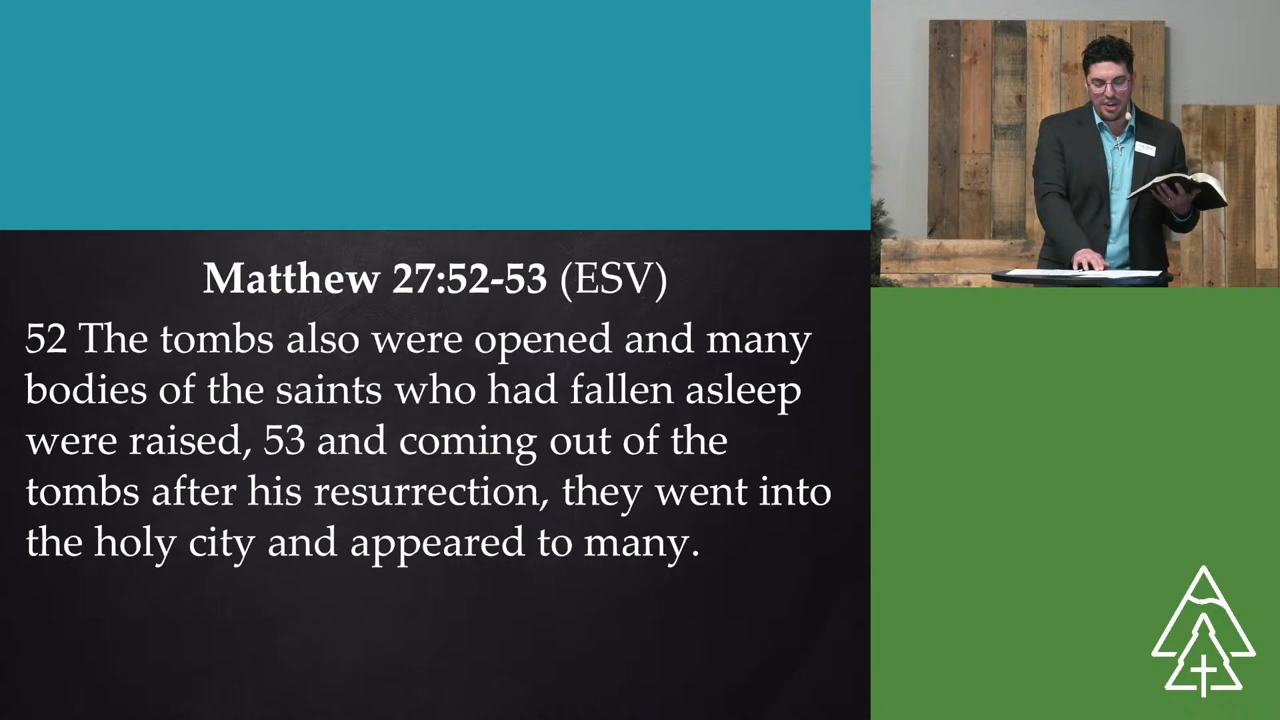 Matthew 27:52-53 (ESV)
52 The tombs also were opened and many
bodies of the saints who had fallen asleep
were raised, 53 and coming out of the
tombs after his resurrection, they went into
the holy city and appeared to many.